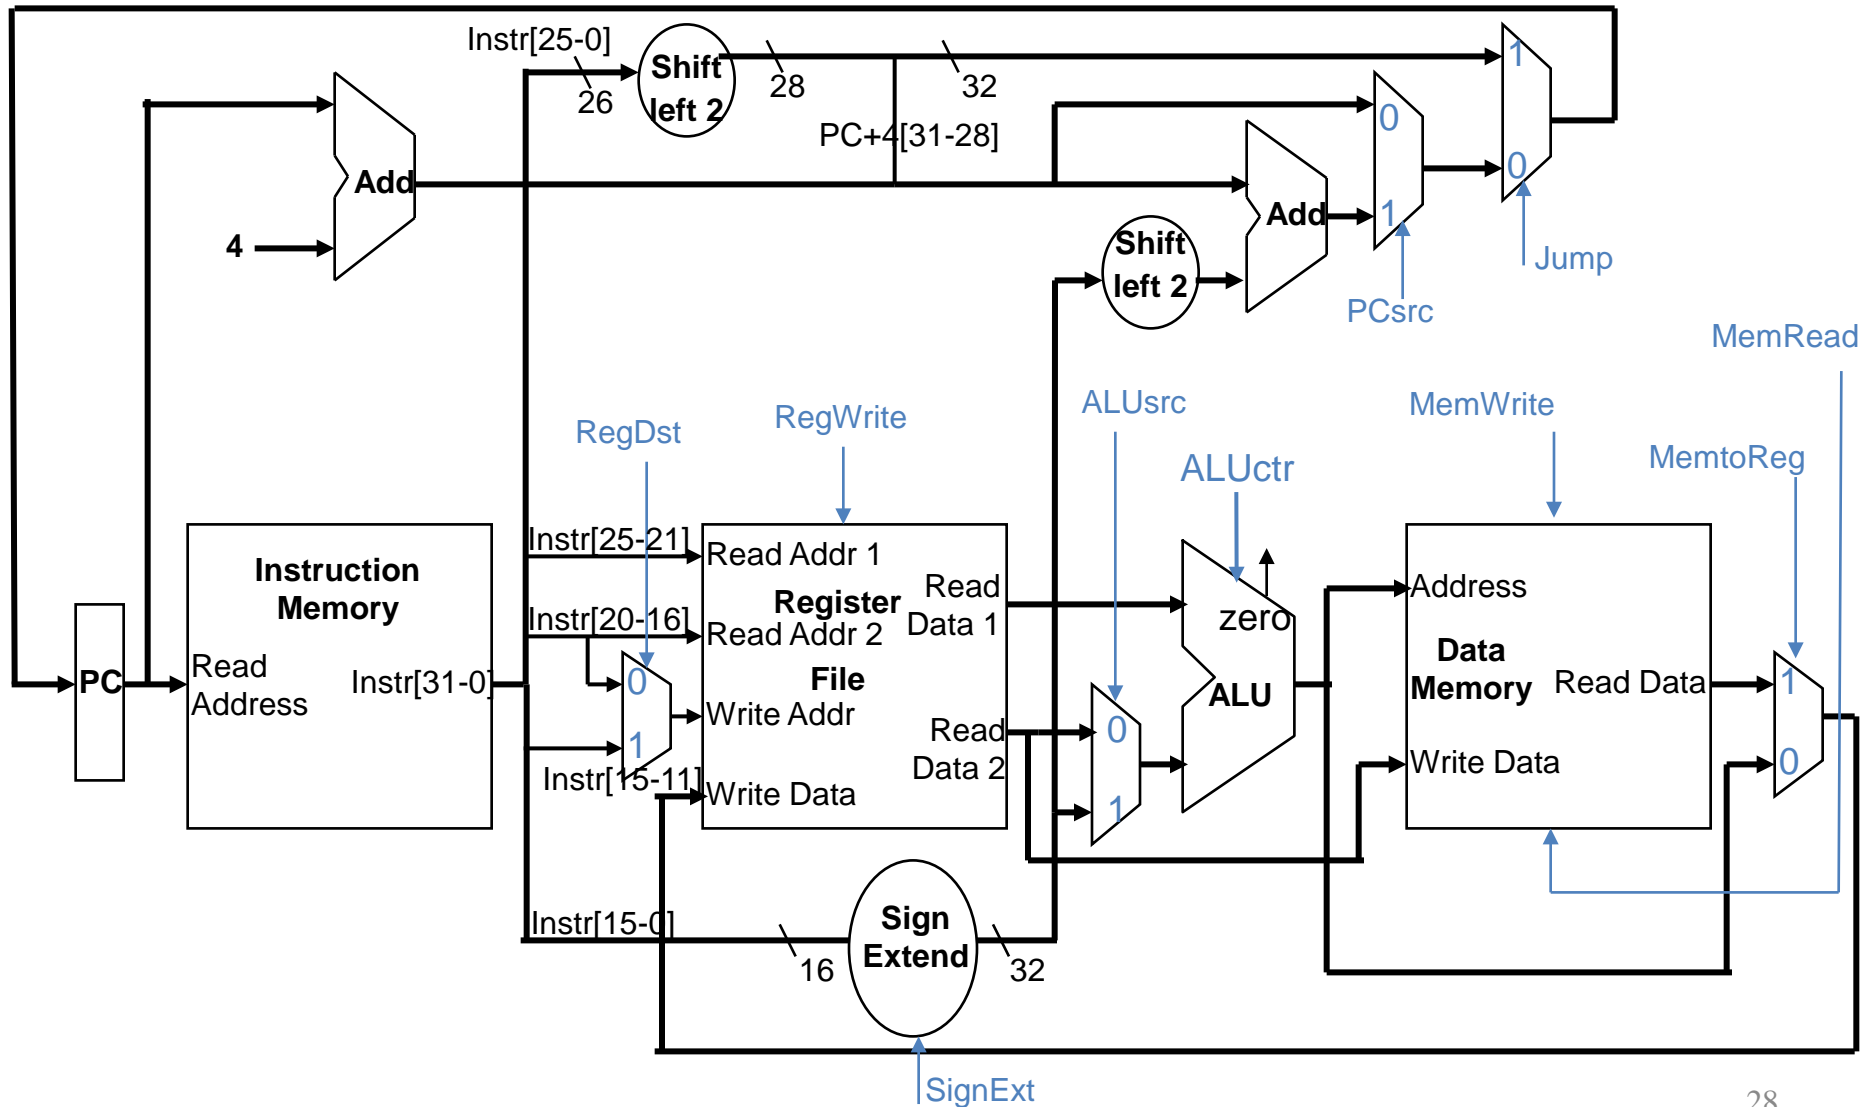 Instr[25-0]
26
Shift
left 2
28
32
PC+4[31-28]
Add
4
1
0
Jump
0
1
PCsrc
Add
Shift
left 2
MemRead
RegDst
RegWrite
ALUsrc
ALUctr
MemWrite
MemtoReg
PC
Instruction
Memory
Read
Address
Instr[31-0]
Instr[25-21]
Instr[20-16]
0
1
Instr[15-11]
Read Addr 1
Register
Read Addr 2
File
Write Addr
Write Data
Read
Data 1
Read
Data 2
0
1
zero
ALU
Address
Data
Memory
Read Data
Write Data
1
0
Instr[15-0]
16
Sign
Extend
32
SignExt
28